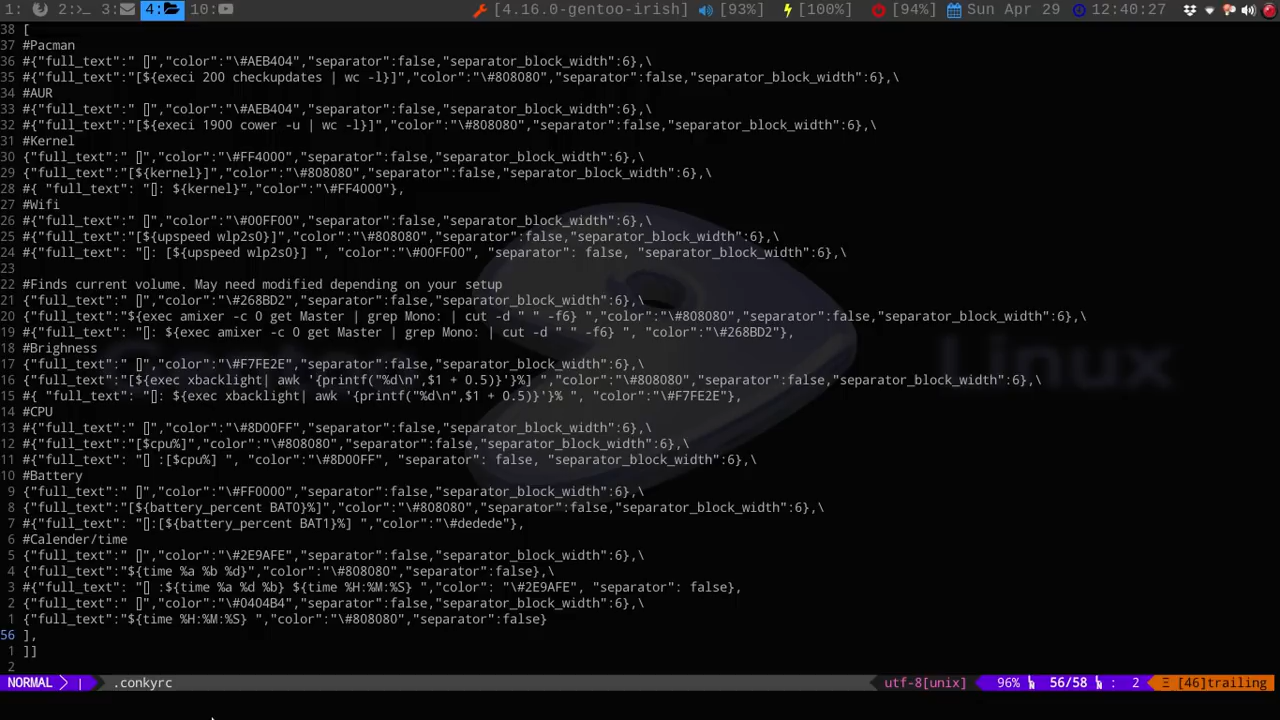 1: 2:>_ 3: 4: 10: [4.16.0-gentoo-irish] [93%] [100%] [94%] Sun Apr 29 12:40:27
38 [
37 #Pacman
36 #{"full_text":" []","color":"\#AEB404","separator":false,"separator_block_width":6},\
35 #{"full_text":"[${execi 200 checkupdates | wc -l}]","color":"\#808080","separator":false,"separator_block_width":6},\
34 #AUR
33 #{"full_text":" []","color":"\#AEB404","separator":false,"separator_block_width":6},\
32 #{"full_text":"[${execi 1900 cower -u | wc -l}]","color":"\#808080","separator":false,"separator_block_width":6},\
31 #Kernel
30 {"full_text":" []","color":"\#FF4000","separator":false,"separator_block_width":6},\
29 {"full_text":"[${kernel}]","color":"\#808080","separator":false,"separator_block_width":6},\
28 #{ "full_text": "[]: ${kernel}","color":"\#FF4000"},
27 #Wifi
26 #{"full_text":" []","color":"\#00FF00","separator":false,"separator_block_width":6},\
25 #{"full_text":"[${upspeed wlp2s0}]","color":"\#808080","separator":false,"separator_block_width":6},\
24 #{"full_text": "[]: [${upspeed wlp2s0}] ", "color":"\#00FF00", "separator": false, "separator_block_width":6},\
23
22 #Finds current volume. May need modified depending on your setup
21 {"full_text":" []","color":"\#268BD2","separator":false,"separator_block_width":6},\
20 {"full_text":"${exec amixer -c 0 get Master | grep Mono: | cut -d " " -f6} ","color":"\#808080","separator":false,"separator_block_width":6},\
19 #{"full_text": "[]: ${exec amixer -c 0 get Master | grep Mono: | cut -d " " -f6} ", "color":"\#268BD2"},
18 #Brighness
17 {"full_text":" []","color":"\#F7FE2E","separator":false,"separator_block_width":6},\
16 {"full_text":"[${exec xbacklight| awk '{printf("%d\n",$1 + 0.5)}'}%] ","color":"\#808080","separator":false,"separator_block_width":6},\
15 #{ "full_text": "[]: ${exec xbacklight| awk '{printf("%d\n",$1 + 0.5)}'}% ", "color":"\#F7FE2E"},
14 #CPU
13 #{"full_text":" []","color":"\#8D00FF","separator":false,"separator_block_width":6},\
12 #{"full_text":"[$cpu%]","color":"\#808080","separator":false,"separator_block_width":6},\
11 #{"full_text": "[] :[$cpu%] ", "color":"\#8D00FF", "separator": false, "separator_block_width":6},\
10 #Battery
9 {"full_text":" []","color":"\#FF0000","separator":false,"separator_block_width":6},\
8 {"full_text":"[${battery_percent BAT0}%]","color":"\#808080","separator":false,"separator_block_width":6},\
7 #{"full_text": "[]:[${battery_percent BAT1}%] ","color":"\#dedede"},
6 #Calender/time
5 {"full_text":" []","color":"\#2E9AFE","separator":false,"separator_block_width":6},\
4 {"full_text":"${time %a %b %d}","color":"\#808080","separator":false},\
3 #{"full_text": "[] :${time %a %d %b} ${time %H:%M:%S} ","color": "\#2E9AFE", "separator": false},
2 {"full_text":" []","color":"\#0404B4","separator":false,"separator_block_width":6},\
1 {"full_text":"${time %H:%M:%S} ","color":"\#808080","separator":false}
56 ],
1 ]]
2
NORMAL | .conkyrc utf-8[unix] 96% 56/58 : 2 Ξ [46]trailing